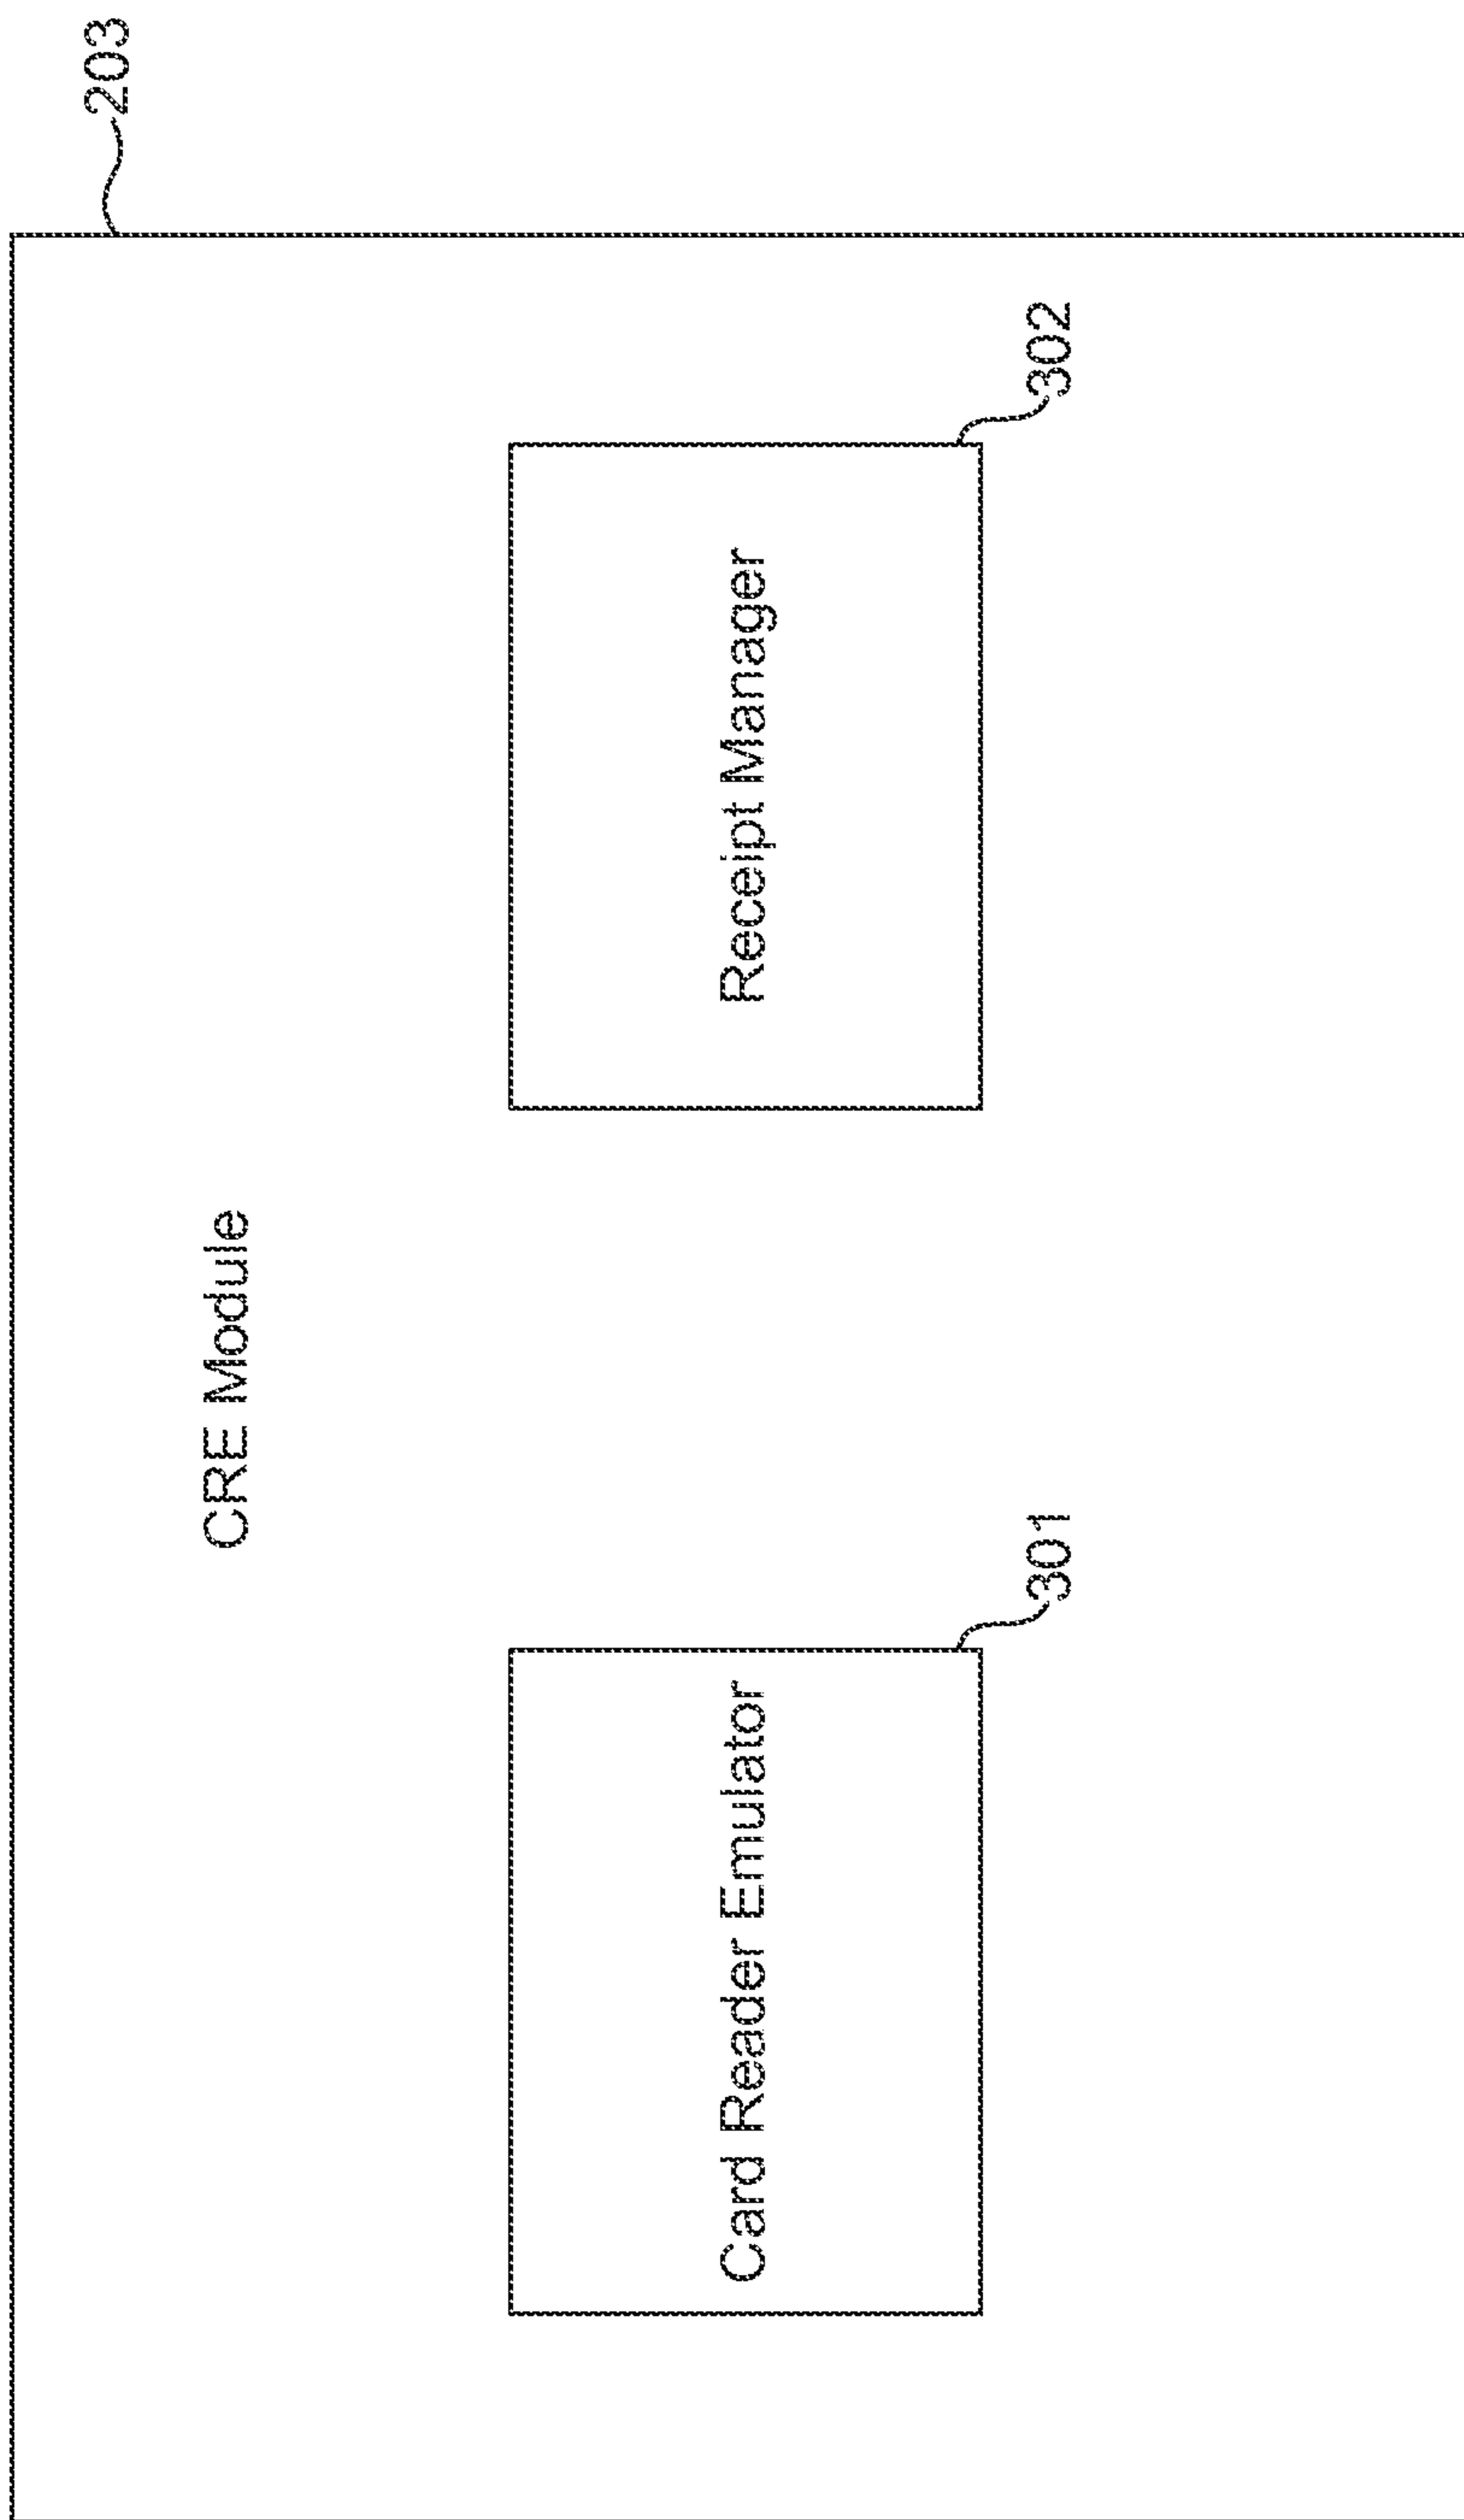 203
CRE Module
301
302
Card Reader Emulator
Receipt Manager